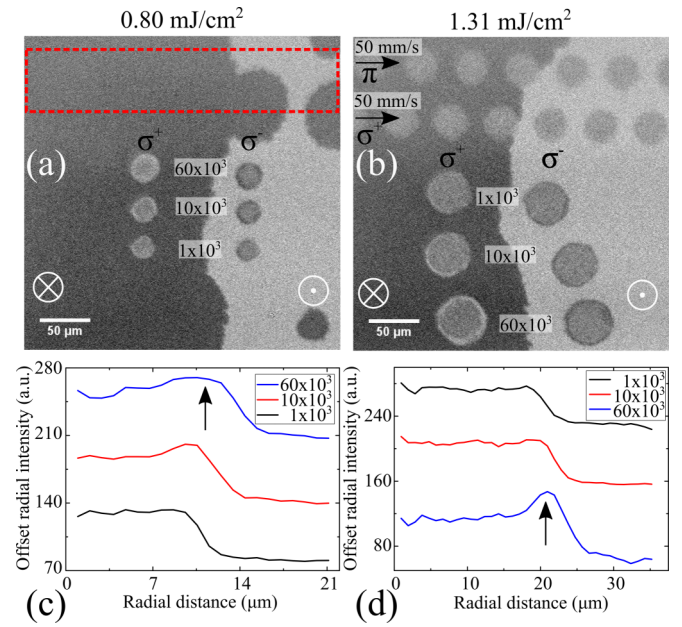 0.80 mJ/cm²
1.31 mJ/cm²
σ⁺
σ⁻
60x10³
10x10³
1x10³
(a)
50 μm
50 mm/s
π
50 mm/s
σ⁺
σ⁺
σ⁻
1x10³
10x10³
60x10³
(b)
50 μm
Offset radial intensity (a.u.)
280
210
140
70
60x10³
10x10³
1x10³
7
14
21
Radial distance (μm)
(c)
Offset radial intensity (a.u.)
240
160
80
1x10³
10x10³
60x10³
0
10
20
30
Radial distance (μm)
(d)